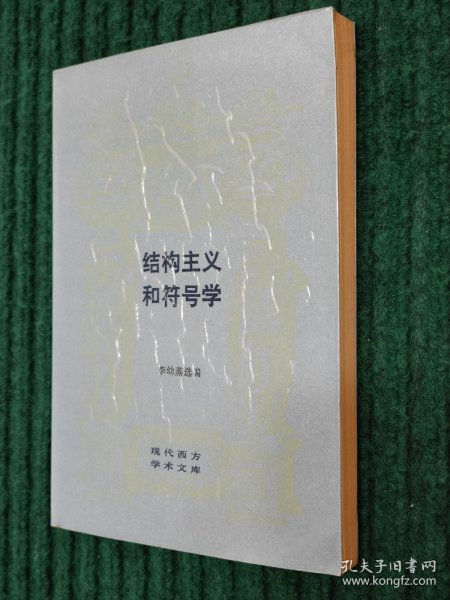 结构主义
和符号学
李幼蒸选编
现代西方
学术文库
孔夫子旧书网
www.kongfz.com